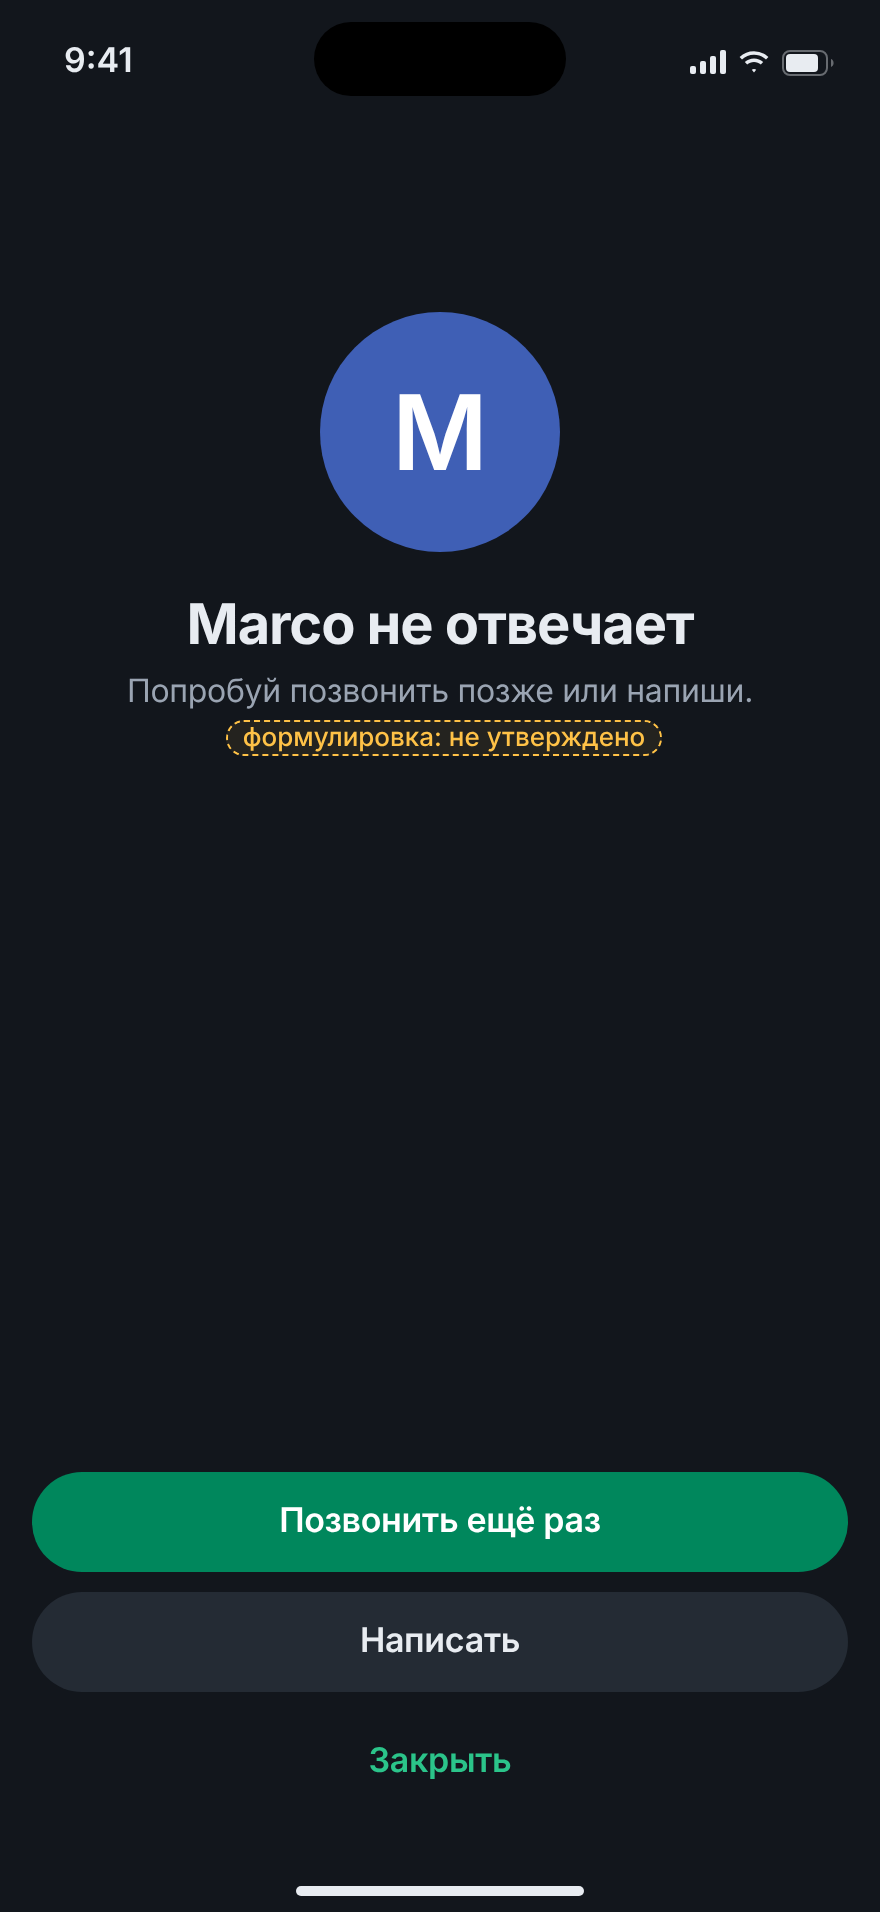 9:41
M
Marco не отвечает
Попробуй позвонить позже или напиши.
формулировка: не утверждено
Позвонить ещё раз
Написать
Закрыть